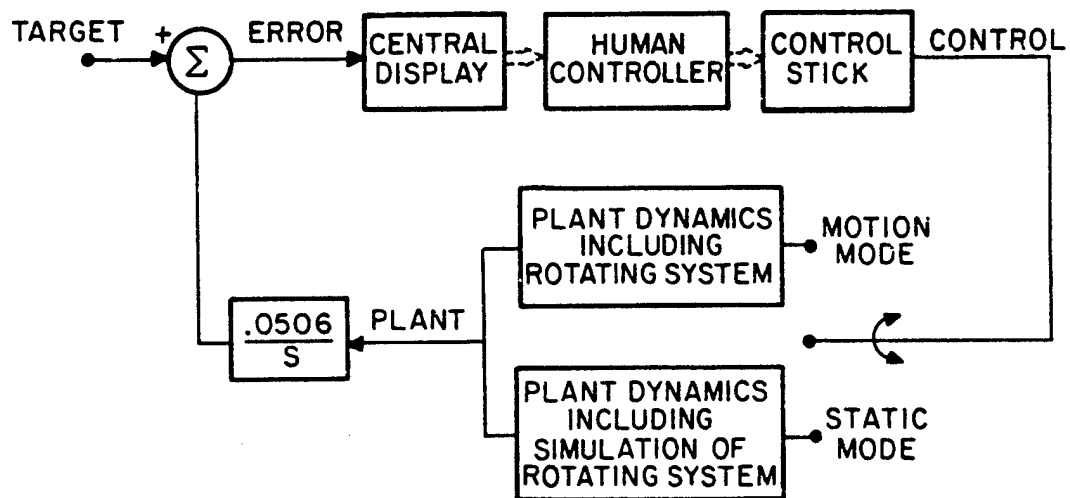 TARGET
+
Σ
ERROR
CENTRAL
DISPLAY
HUMAN
CONTROLLER
CONTROL
STICK
CONTROL
PLANT DYNAMICS
INCLUDING
ROTATING SYSTEM
MOTION
MODE
.0506
S
PLANT
PLANT DYNAMICS
INCLUDING
SIMULATION OF
ROTATING SYSTEM
STATIC
MODE